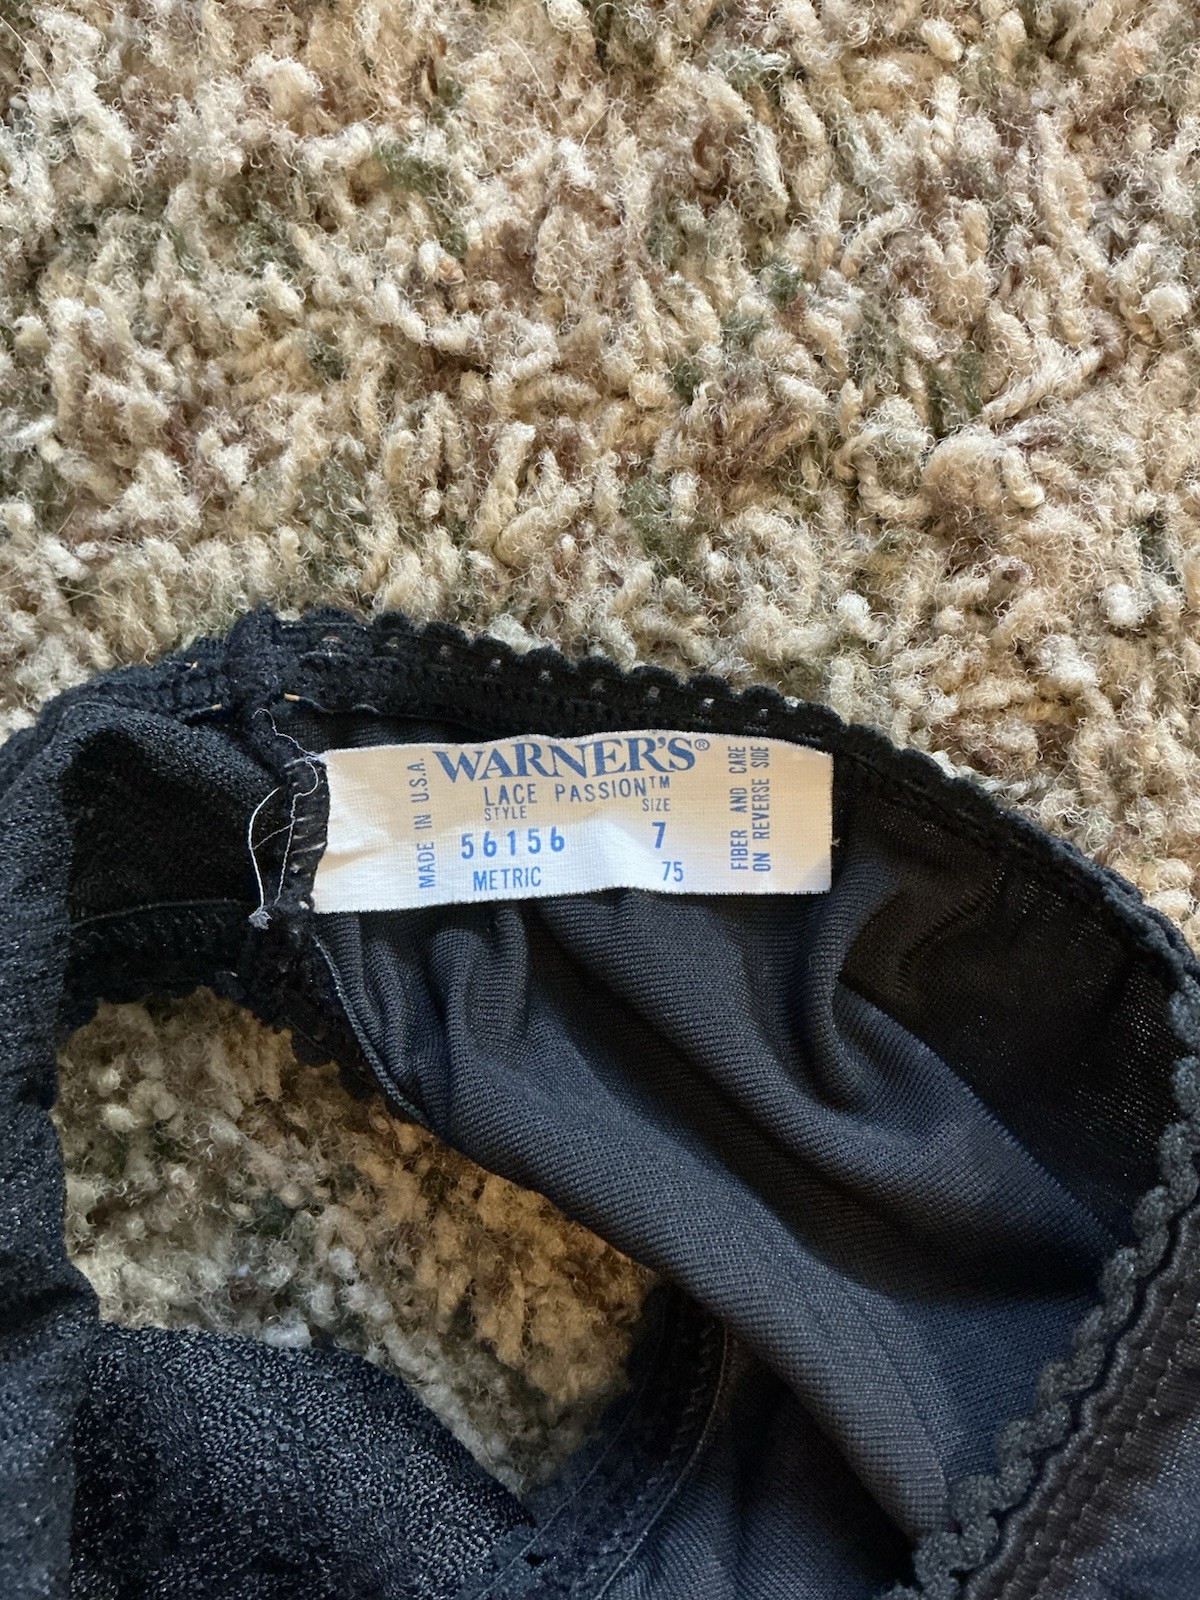 MADE IN U.S.A.
WARNER'S®
LACE PASSION™
STYLE SIZE
56156 7
METRIC 75
FIBER AND CARE
ON REVERSE SIDE